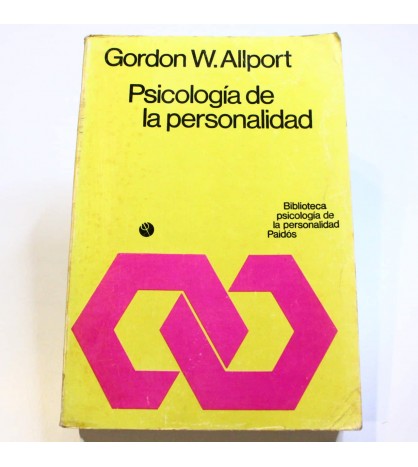 Gordon W. Allport
Psicología de
la personalidad
Biblioteca
psicología de
la personalidad
Paidós